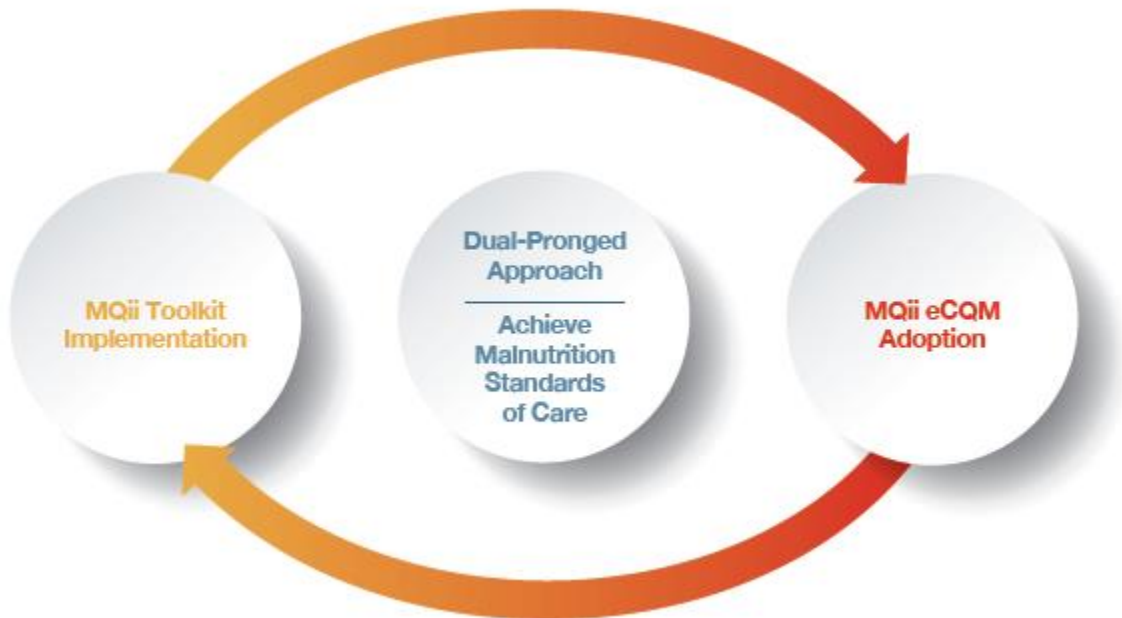 MQii Toolkit
Implementation
Dual-Pronged
Approach
Achieve
Malnutrition
Standards
of Care
MQii eCQM
Adoption